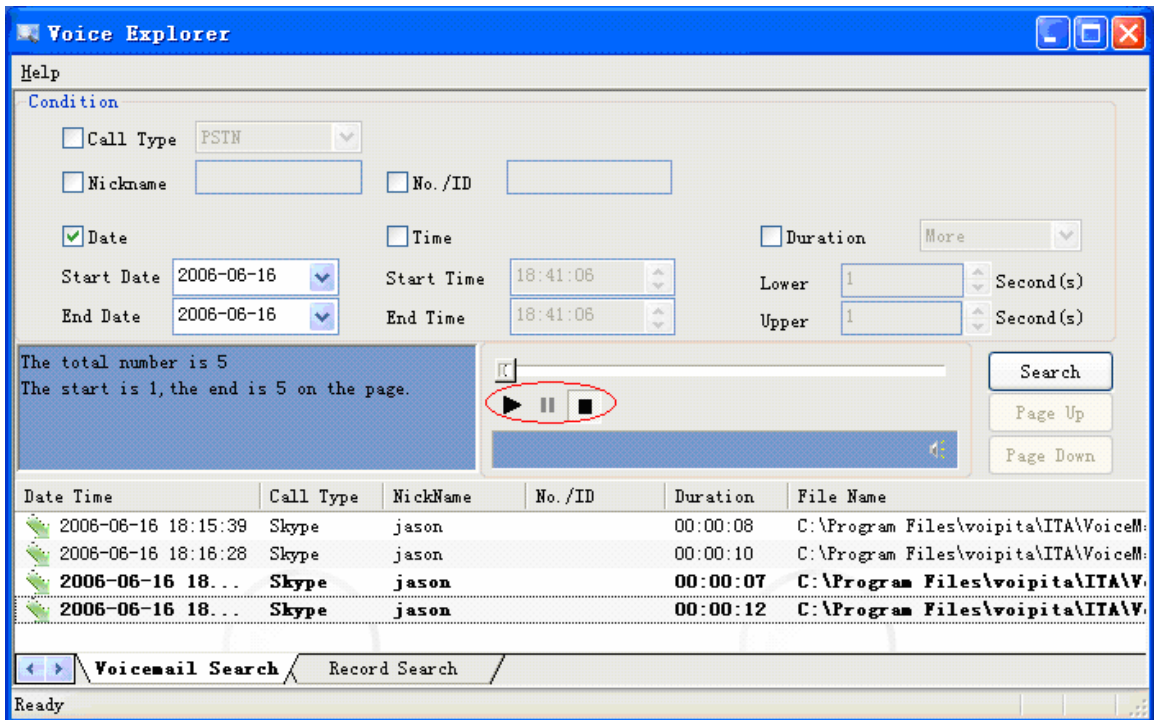 Voice Explorer
Help
Condition
Call Type PSTN
Nickname No./ID
Date Time Duration More
Start Date 2006-06-16 Start Time 18:41:06 Lower 1 Second(s)
End Date 2006-06-16 End Time 18:41:06 Upper 1 Second(s)
The total number is 5
The start is 1, the end is 5 on the page.
Search
Page Up
Page Down
Date Time Call Type NickName No./ID Duration File Name
2006-06-16 18:15:39 Skype jason 00:00:08 C:\Program Files\voipita\ITA\VoiceM
2006-06-16 18:16:28 Skype jason 00:00:10 C:\Program Files\voipita\ITA\VoiceM
2006-06-16 18... Skype jason 00:00:07 C:\Program Files\voipita\ITA\V
2006-06-16 18... Skype jason 00:00:12 C:\Program Files\voipita\ITA\V
Voicemail Search Record Search
Ready